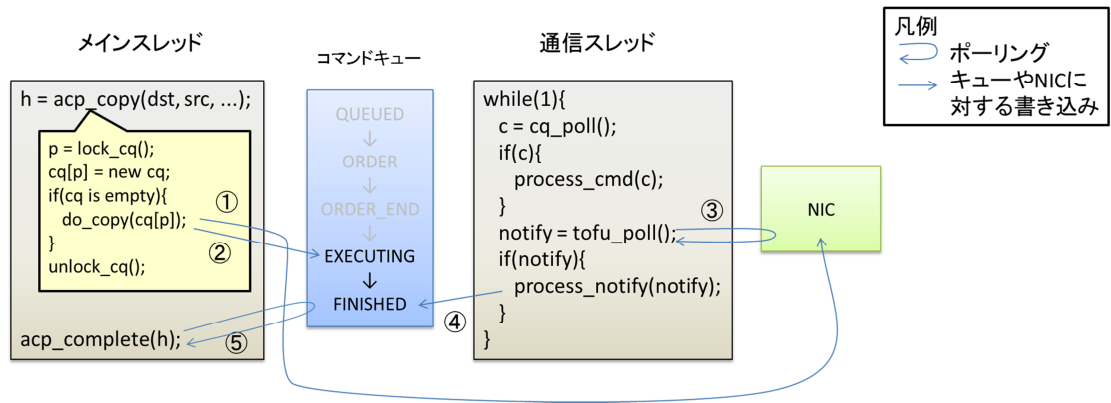 メインスレッド
h = acp_copy(dst, src, ...);
p = lock_cq();
cq[p] = new cq;
if(cq is empty){
do_copy(cq[p]);
}
unlock_cq();
①
②
acp_complete(h);
⑤
コマンドキュー
QUEUED
↓
ORDER
↓
ORDER_END
↓
EXECUTING
↓
FINISHED
④
通信スレッド
while(1){
c = cq_poll();
if(c){
process_cmd(c);
}
notify = tofu_poll();
if(notify){
process_notify(notify);
}
}
③
NIC
凡例
ポーリング
キューやNICに
対する書き込み